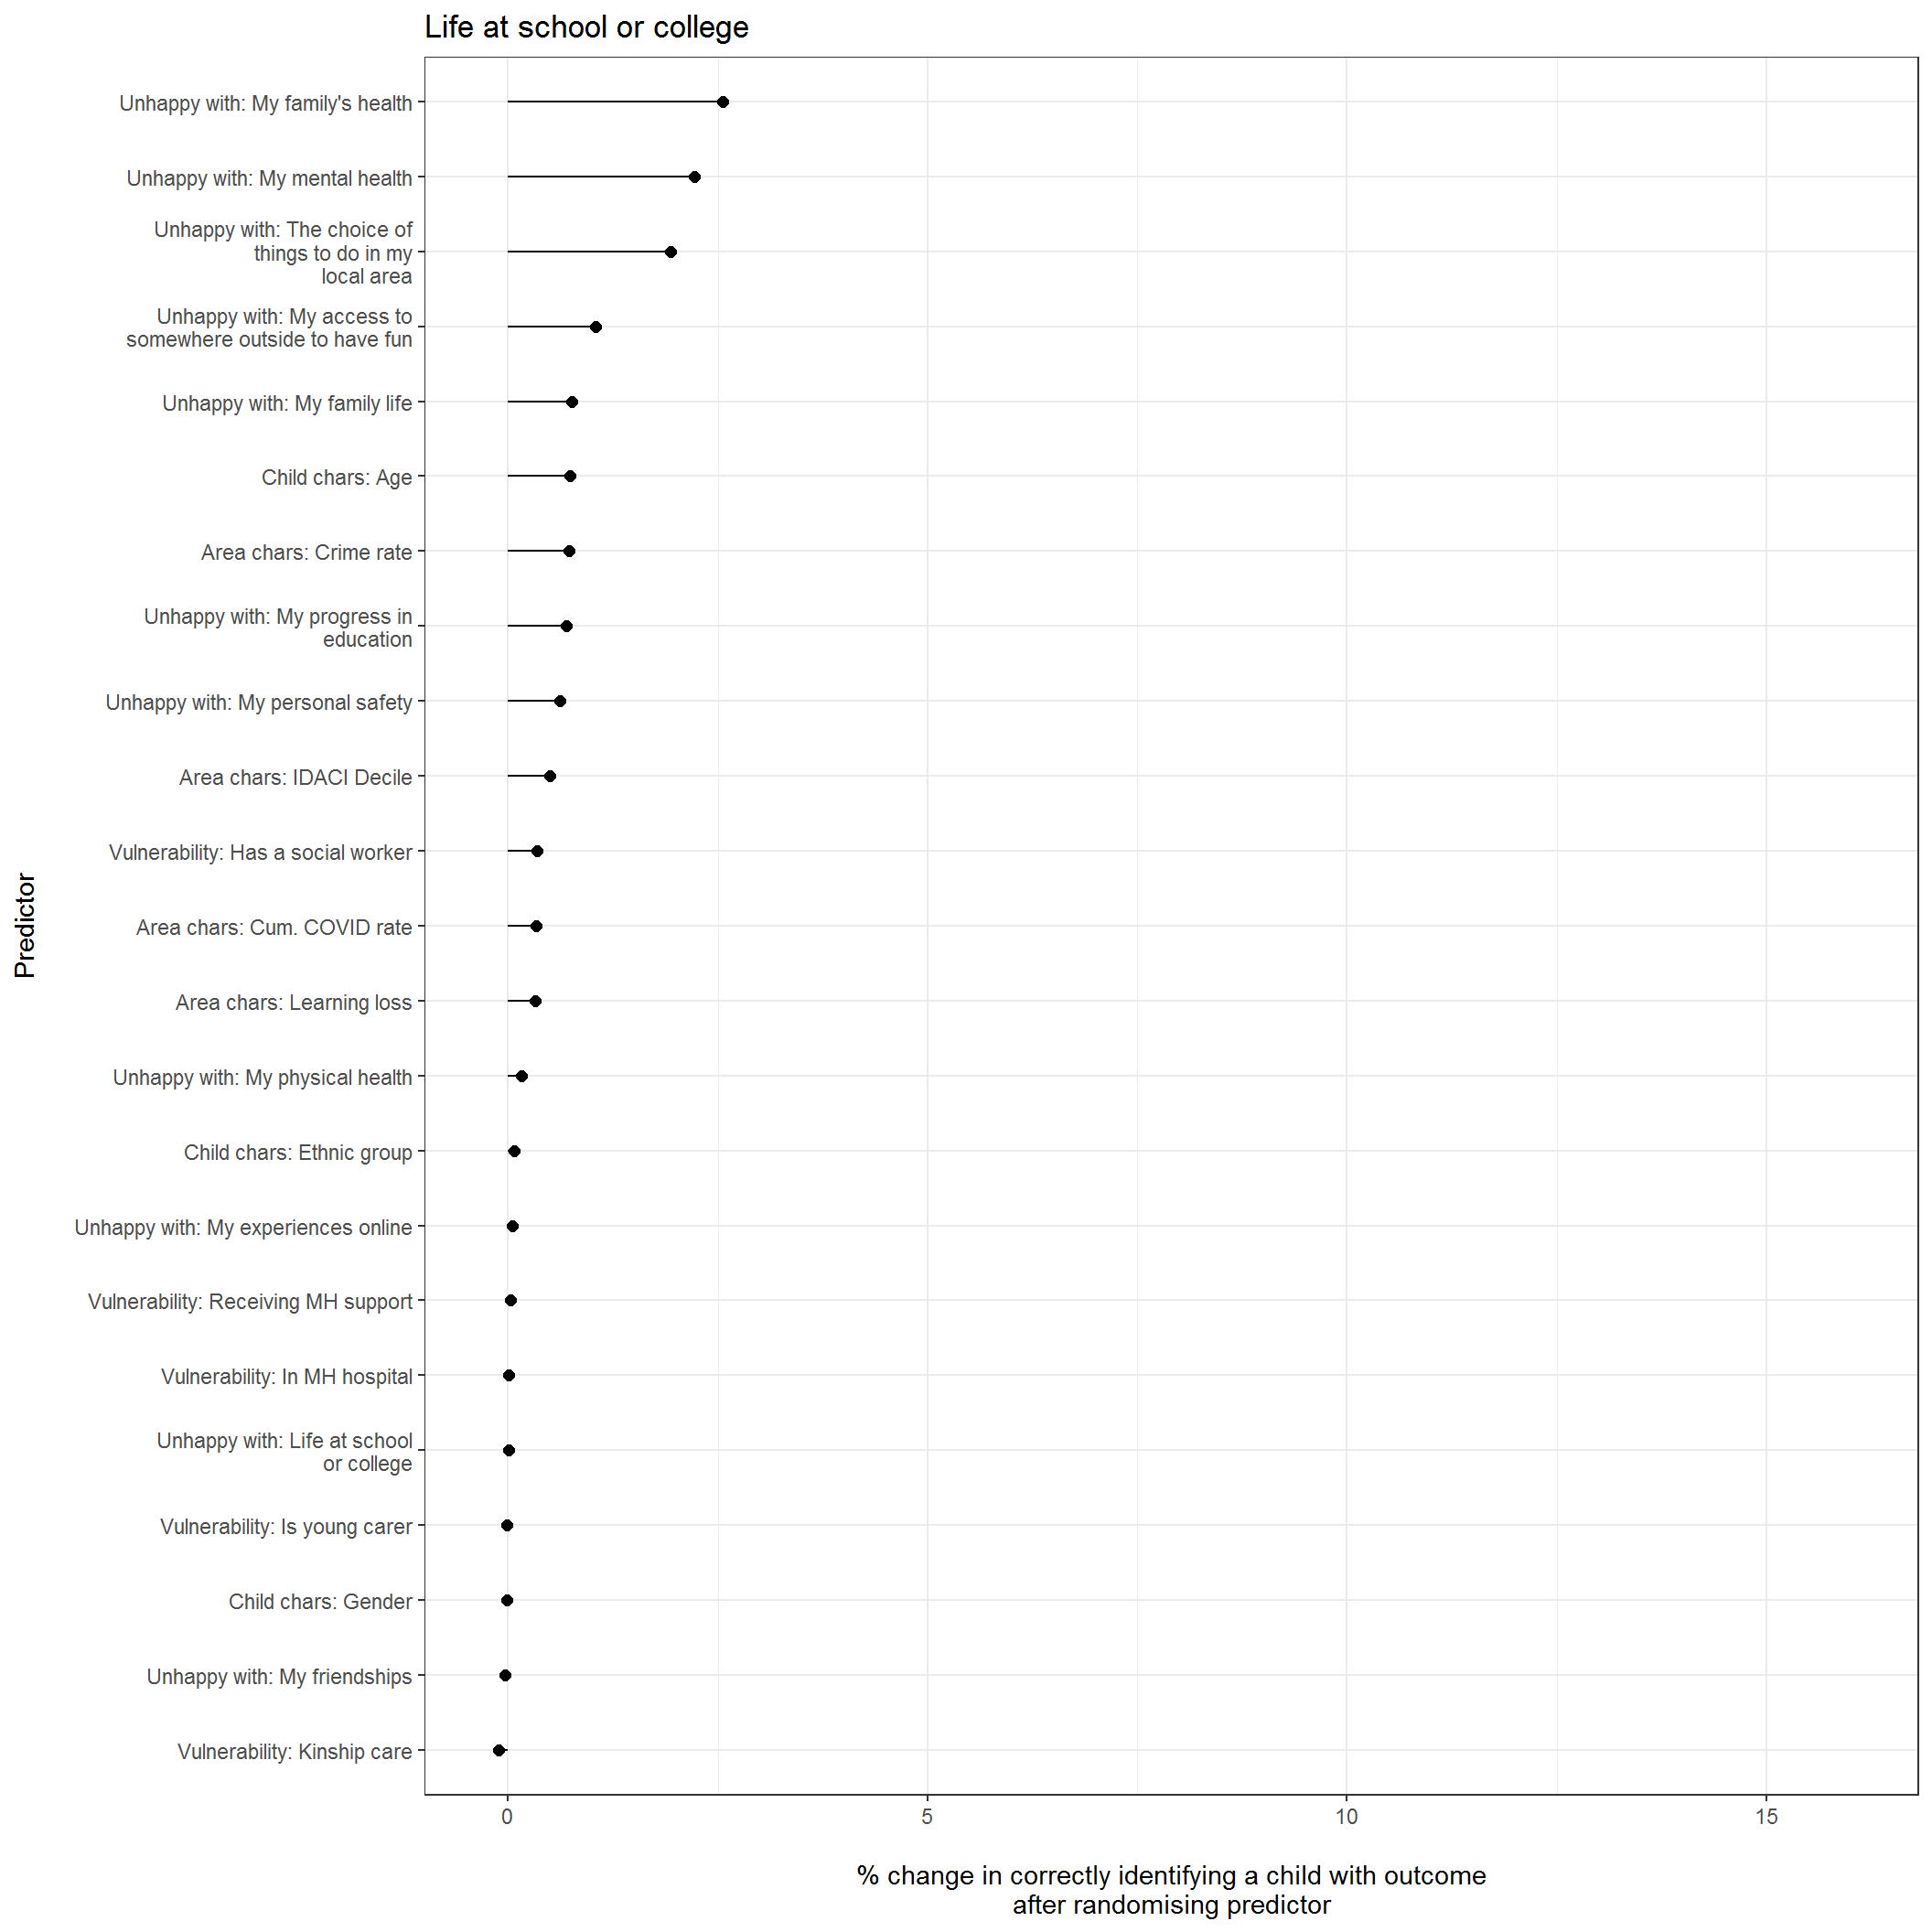 Life at school or college
Unhappy with: My family's health
Unhappy with: My mental health
Unhappy with: The choice of
things to do in my
local area
Unhappy with: My access to
somewhere outside to have fun
Unhappy with: My family life
Child chars: Age
Area chars: Crime rate
Unhappy with: My progress in
education
Unhappy with: My personal safety
Area chars: IDACI Decile
Vulnerability: Has a social worker
Area chars: Cum. COVID rate
Area chars: Learning loss
Unhappy with: My physical health
Child chars: Ethnic group
Unhappy with: My experiences online
Vulnerability: Receiving MH support
Vulnerability: In MH hospital
Unhappy with: Life at school
or college
Vulnerability: Is young carer
Child chars: Gender
Unhappy with: My friendships
Vulnerability: Kinship care
Predictor
0 5 10 15
% change in correctly identifying a child with outcome
after randomising predictor